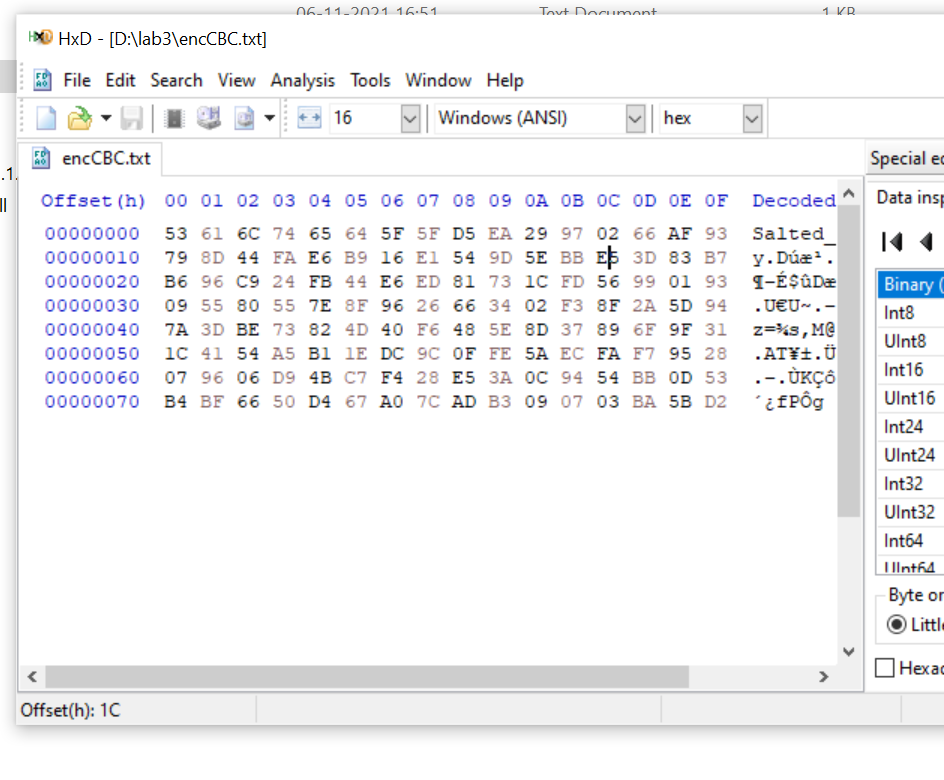 06-11-2021 16:51 Text Document 1 KB
HxD - [D:\lab3\encCBC.txt]
File Edit Search View Analysis Tools Window Help
16 Windows (ANSI) hex
encCBC.txt
Special ed
.1.
ll
Data insp
Offset(h) 00 01 02 03 04 05 06 07 08 09 0A 0B 0C 0D 0E 0F Decoded
00000000 53 61 6C 74 65 64 5F 5F D5 EA 29 97 02 66 AF 93 Salted_
00000010 79 8D 44 FA E6 B9 16 E1 54 9D 5E BB E5 3D 83 B7 y.Dúæ¹.
00000020 B6 96 C9 24 FB 44 E6 ED 81 73 1C FD 56 99 01 93 ¶–É$ûDæ
00000030 09 55 80 55 7E 8F 96 26 66 34 02 F3 8F 2A 5D 94 .U€U~.–
00000040 7A 3D BE 73 82 4D 40 F6 48 5E 8D 37 89 6F 9F 31 z=¾s‚M@
00000050 1C 41 54 A5 B1 1E DC 9C 0F FE 5A EC FA F7 95 28 .AT¥±.Ü
00000060 07 96 06 D9 4B C7 F4 28 E5 3A 0C 94 54 BB 0D 53 .–.ÙKÇô
00000070 B4 BF 66 50 D4 67 A0 7C AD B3 09 07 03 BA 5B D2 ´¿fPÔg
Binary (
Int8
UInt8
Int16
UInt16
Int24
UInt24
Int32
UInt32
Int64
UInt64
Byte or
Little
Hexad
Offset(h): 1C